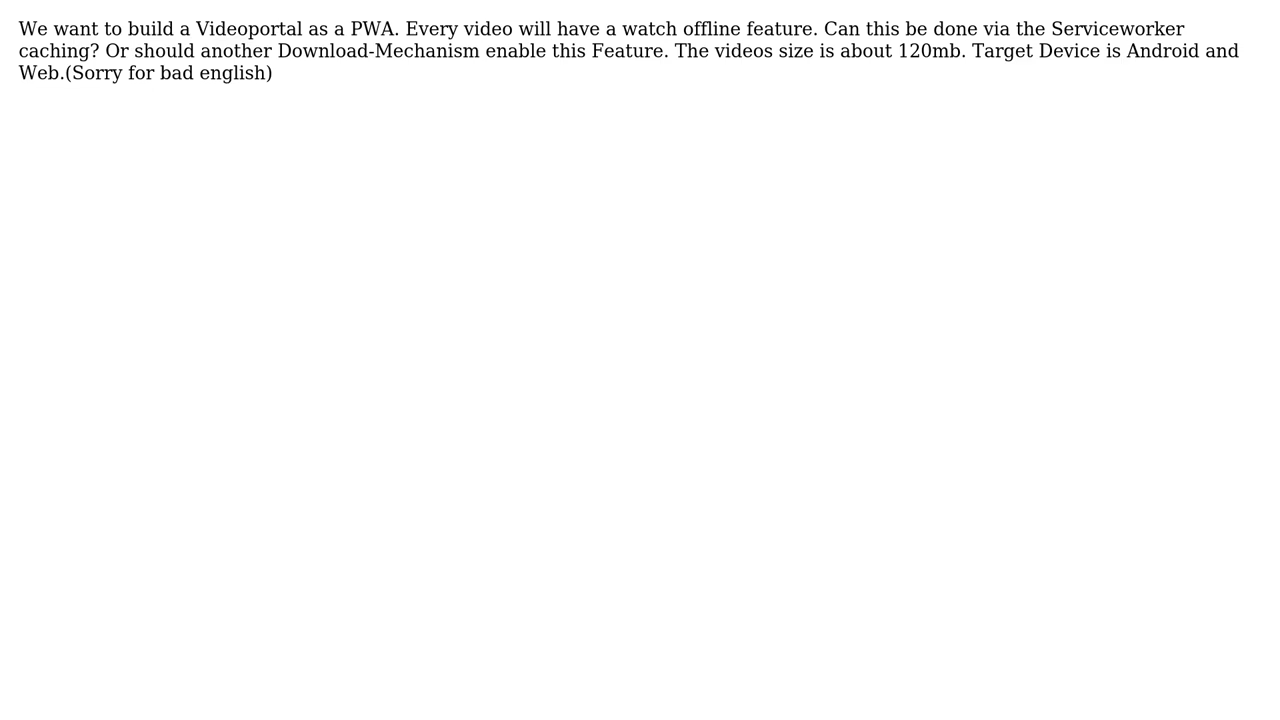 We want to build a Videoportal as a PWA. Every video will have a watch offline feature. Can this be done via the Serviceworker
caching? Or should another Download-Mechanism enable this Feature. The videos size is about 120mb. Target Device is Android and
Web.(Sorry for bad english)